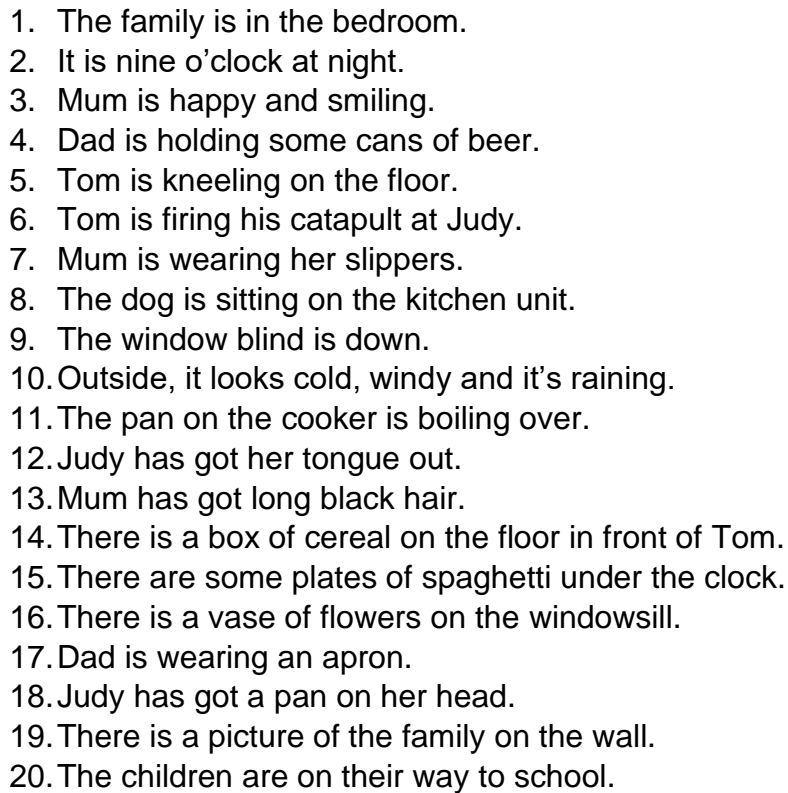 1. The family is in the bedroom.
2. It is nine o’clock at night.
3. Mum is happy and smiling.
4. Dad is holding some cans of beer.
5. Tom is kneeling on the floor.
6. Tom is firing his catapult at Judy.
7. Mum is wearing her slippers.
8. The dog is sitting on the kitchen unit.
9. The window blind is down.
10. Outside, it looks cold, windy and it’s raining.
11. The pan on the cooker is boiling over.
12. Judy has got her tongue out.
13. Mum has got long black hair.
14. There is a box of cereal on the floor in front of Tom.
15. There are some plates of spaghetti under the clock.
16. There is a vase of flowers on the windowsill.
17. Dad is wearing an apron.
18. Judy has got a pan on her head.
19. There is a picture of the family on the wall.
20. The children are on their way to school.